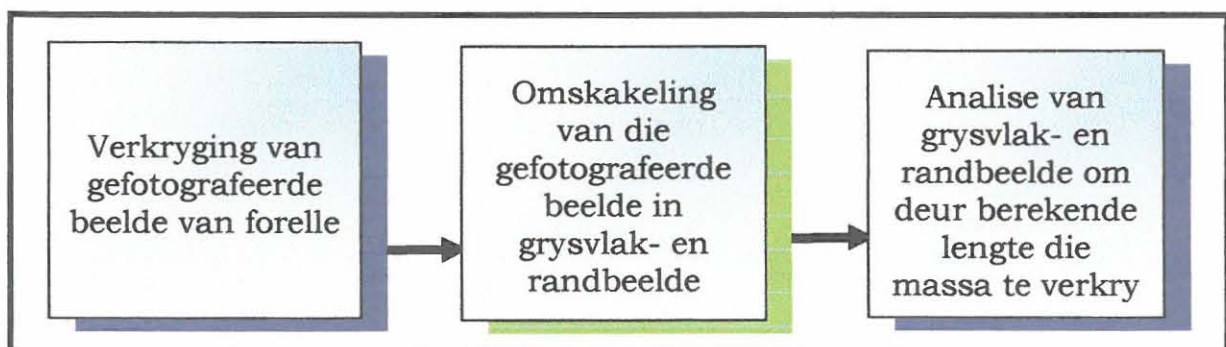 Verkryging van
gefotografeerde
beelde van forelle
Omskakeling
van die
gefotografeerde
beelde in
grysvlak- en
randbeelde
Analise van
grysvlak- en
randbeelde om
deur berekende
lengte die
massa te verkry